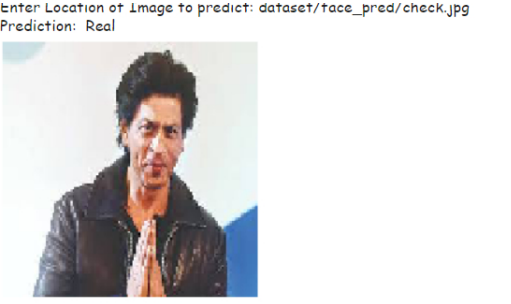 Enter Location of Image to predict: dataset/face_pred/check.jpg
Prediction: Real